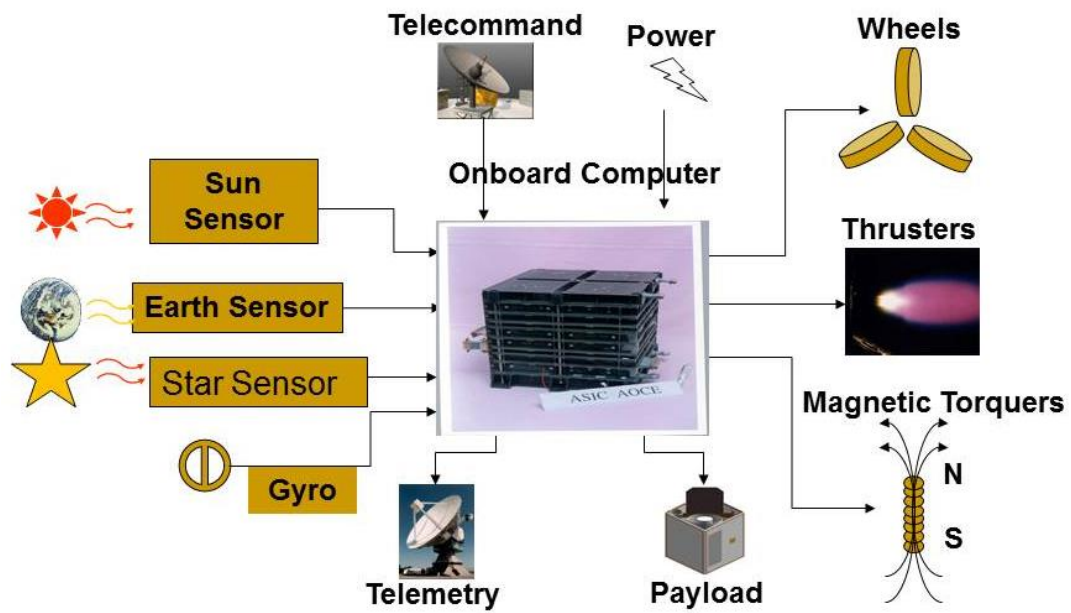 Telecommand
Power
Wheels
Onboard Computer
Sun
Sensor
Thrusters
Earth Sensor
Star Sensor
ASIC AOCE
Magnetic Torquers
Gyro
N
S
Telemetry
Payload